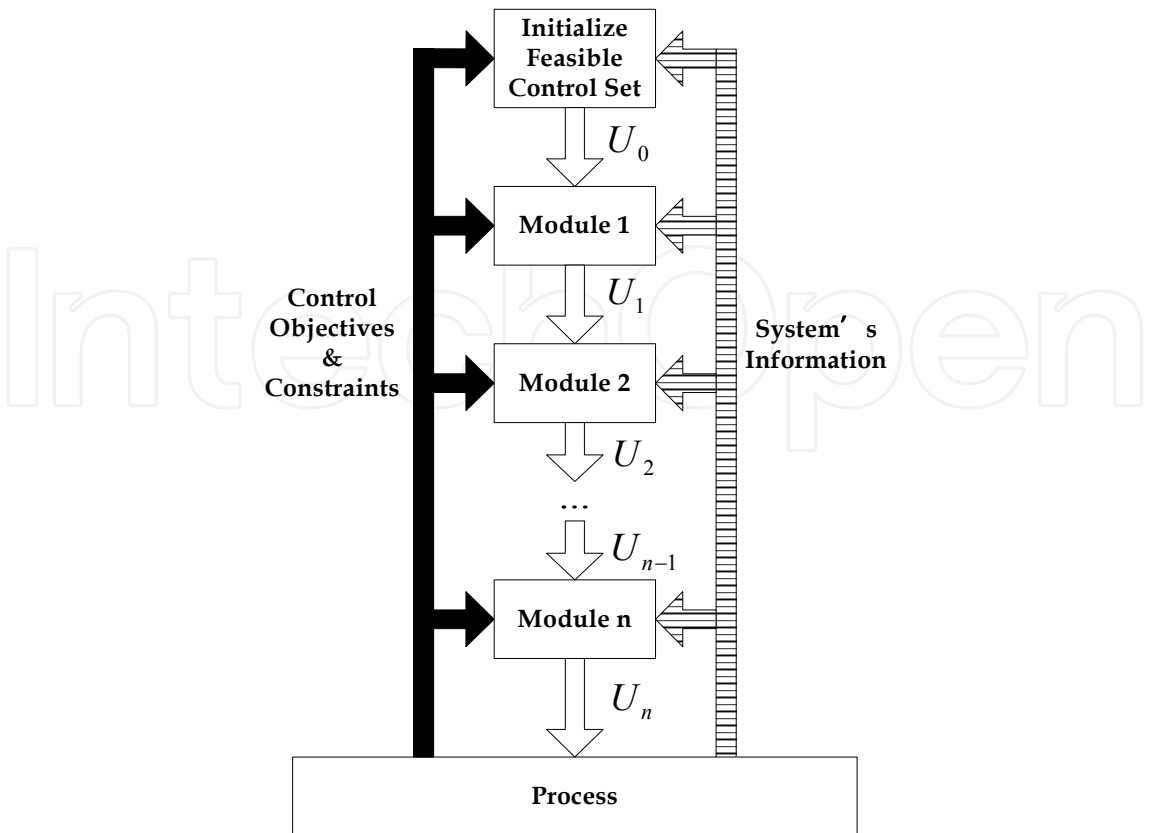 Initialize
Feasible
Control Set
U0
Module 1
U1
Control
Objectives
&
Constraints
System's
Information
Module 2
U2
...
Un−1
Module n
Un
Process
IntechOpen